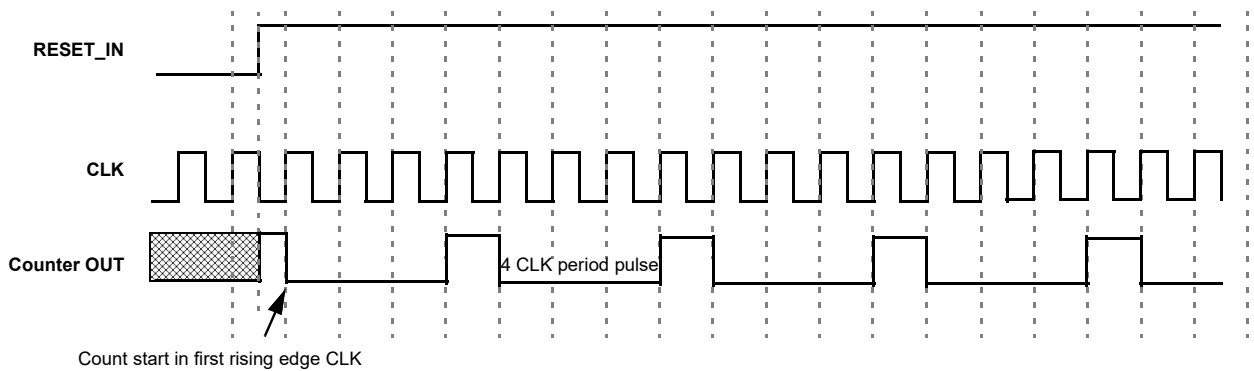 RESET_IN
CLK
Counter OUT
4 CLK period pulse
Count start in first rising edge CLK